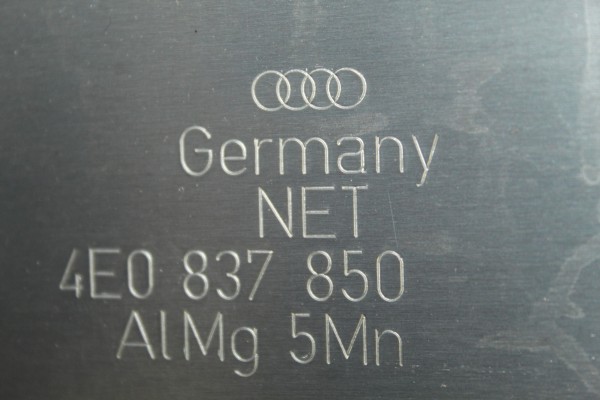 Germany
NET
4E0 837 850
AlMg 5Mn